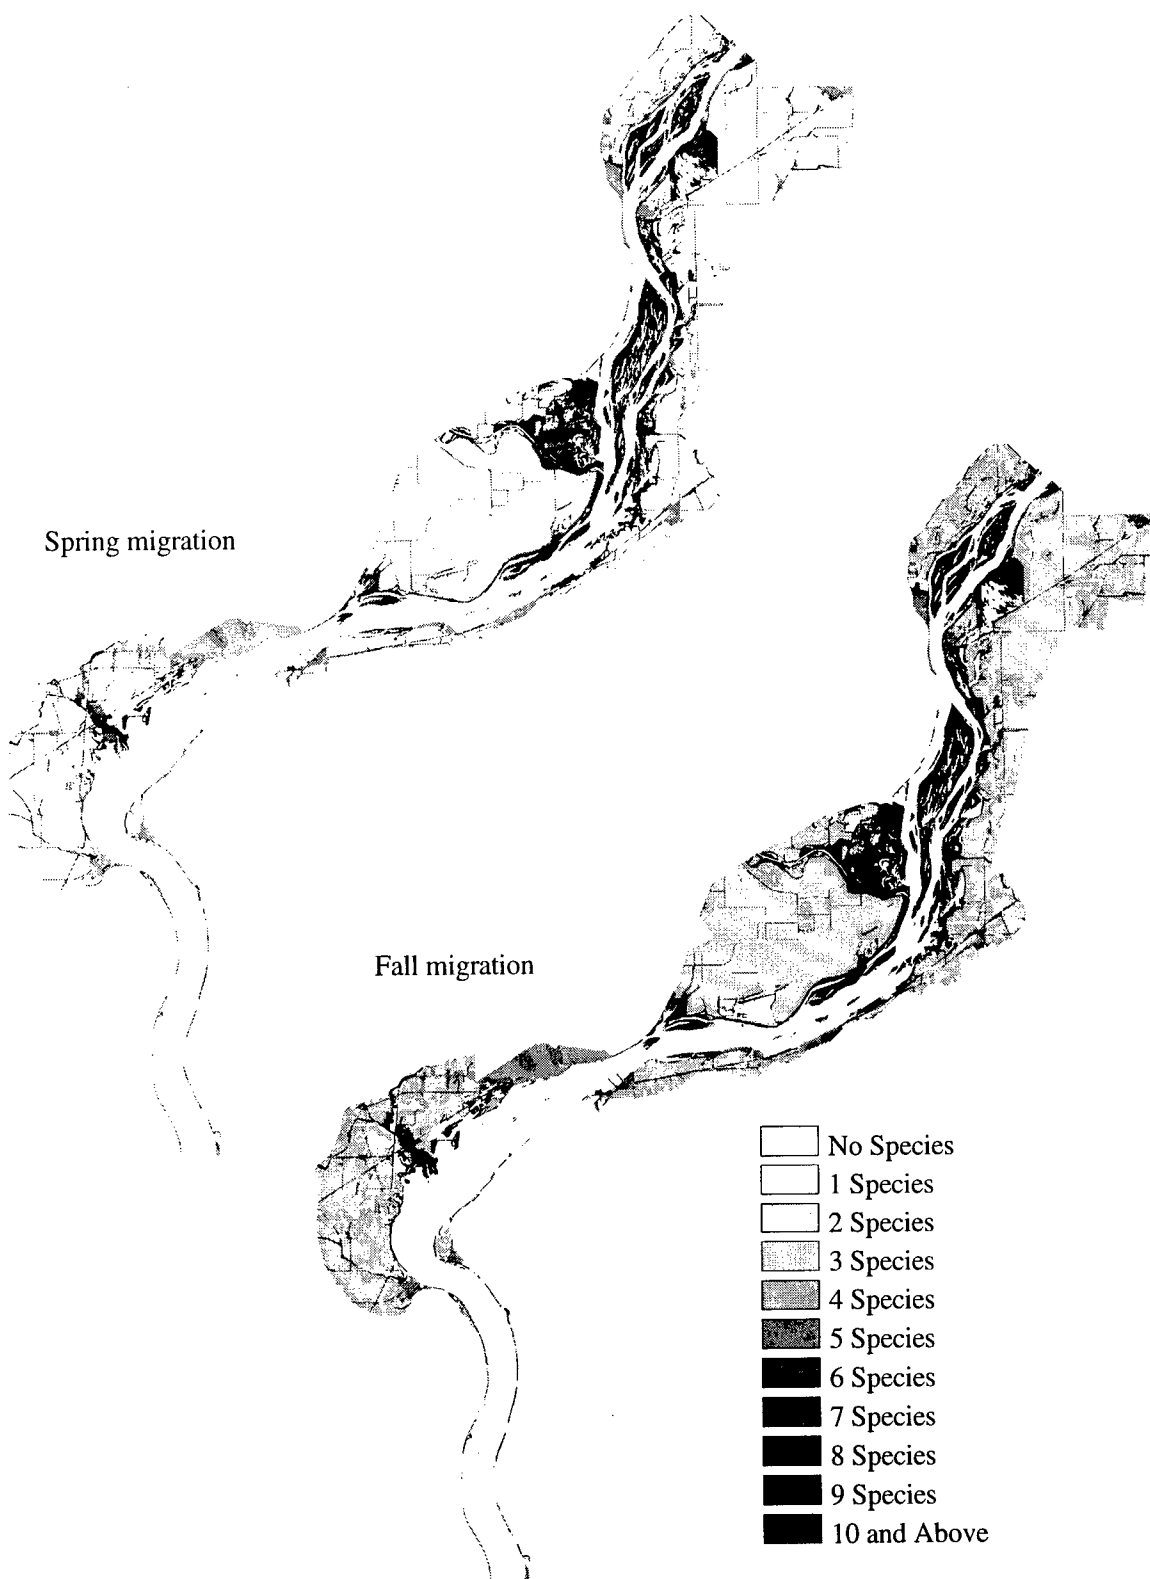 Spring migration
Fall migration
No Species
1 Species
2 Species
3 Species
4 Species
5 Species
6 Species
7 Species
8 Species
9 Species
10 and Above